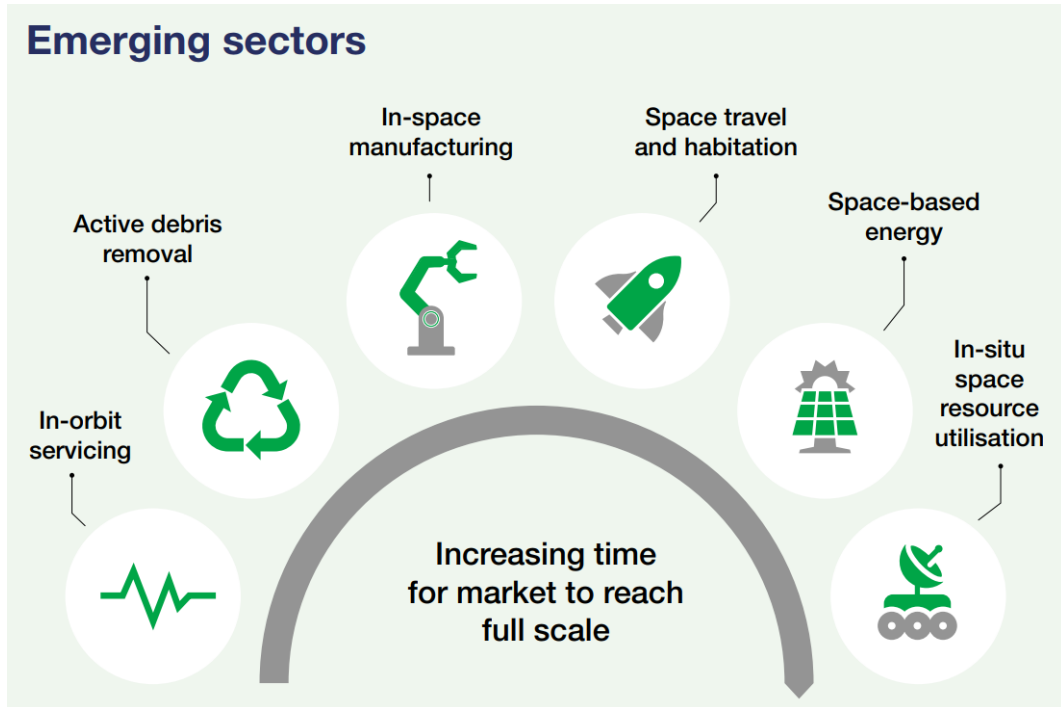 Emerging sectors
In-orbit
servicing
Active debris
removal
In-space
manufacturing
Space travel
and habitation
Space-based
energy
In-situ
space
resource
utilisation
Increasing time
for market to reach
full scale